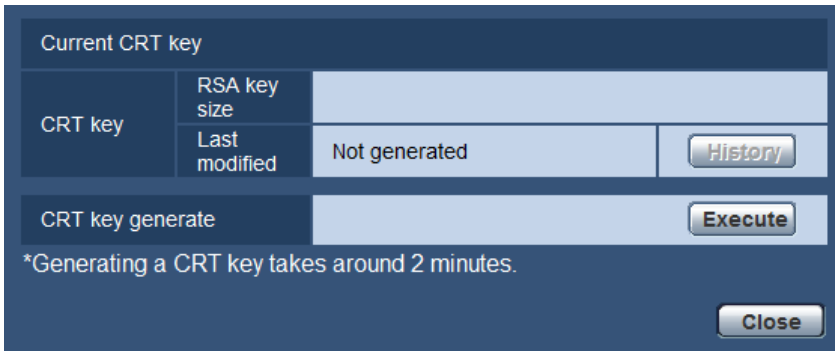 Current CRT key
CRT key
RSA key
size
Last
modified
Not generated
History
CRT key generate
Execute
*Generating a CRT key takes around 2 minutes.
Close